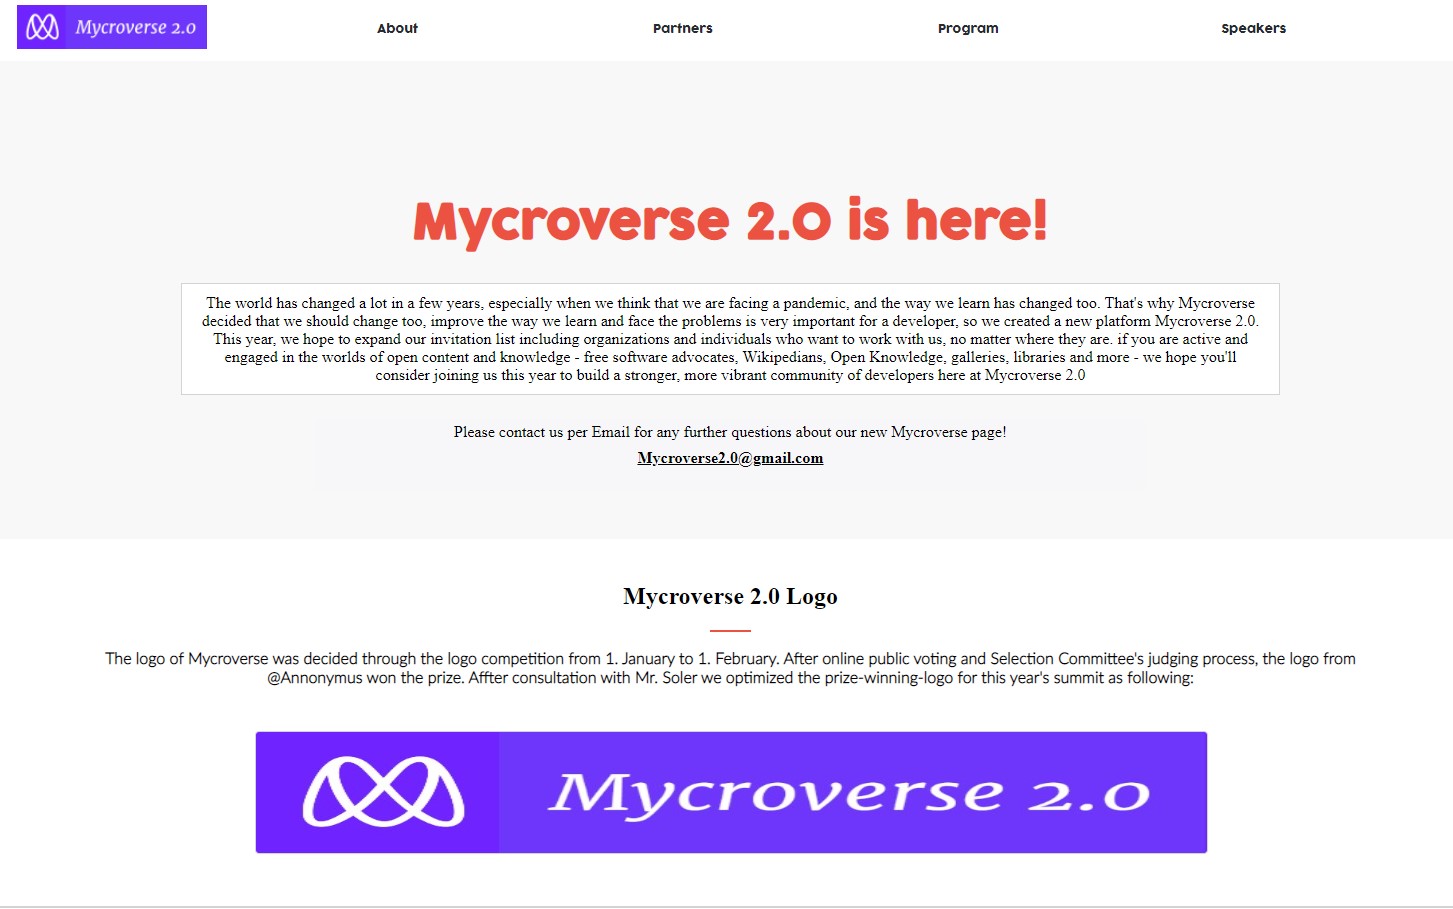 Mycroverse 2.0
About
Partners
Program
Speakers
Mycroverse 2.0 is here!
The world has changed a lot in a few years, especially when we think that we are facing a pandemic, and the way we learn has changed too. That's why Mycroverse
decided that we should change too, improve the way we learn and face the problems is very important for a developer, so we created a new platform Mycroverse 2.0.
This year, we hope to expand our invitation list including organizations and individuals who want to work with us, no matter where they are. if you are active and
engaged in the worlds of open content and knowledge - free software advocates, Wikipedians, Open Knowledge, galleries, libraries and more - we hope you'll
consider joining us this year to build a stronger, more vibrant community of developers here at Mycroverse 2.0
Please contact us per Email for any further questions about our new Mycroverse page!
Mycroverse2.0@gmail.com
Mycroverse 2.0 Logo
The logo of Mycroverse was decided through the logo competition from 1. January to 1. February. After online public voting and Selection Committee's judging process, the logo from
@Annonymus won the prize. Affter consultation with Mr. Soler we optimized the prize-winning-logo for this year's summit as following:
Mycroverse 2.0